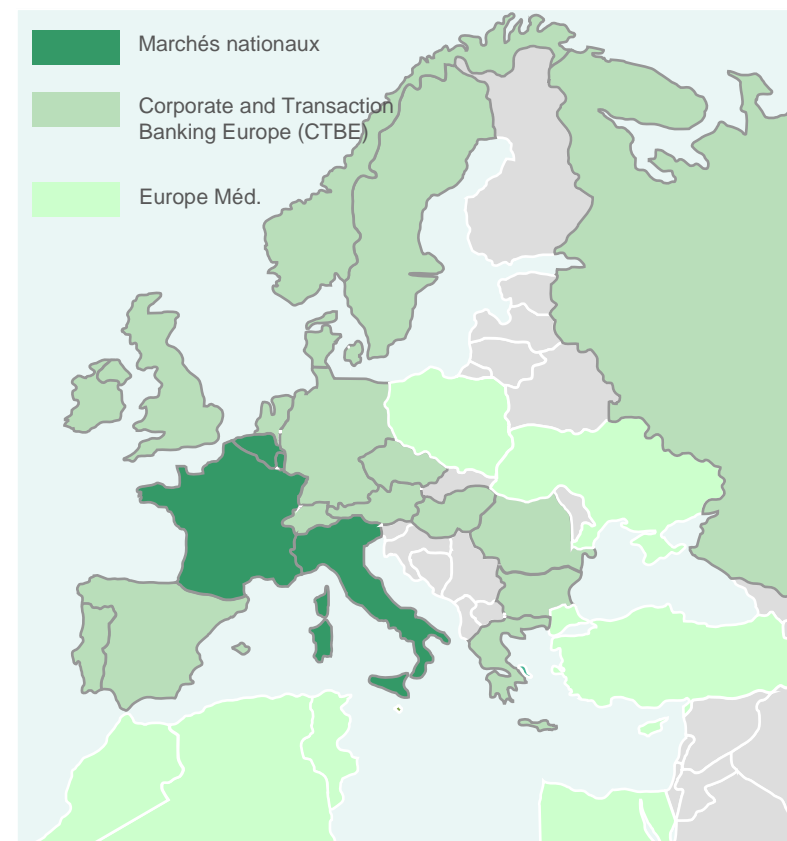 Marchés nationaux
Corporate and Transaction
Banking Europe (CTBE)
Europe Méd.